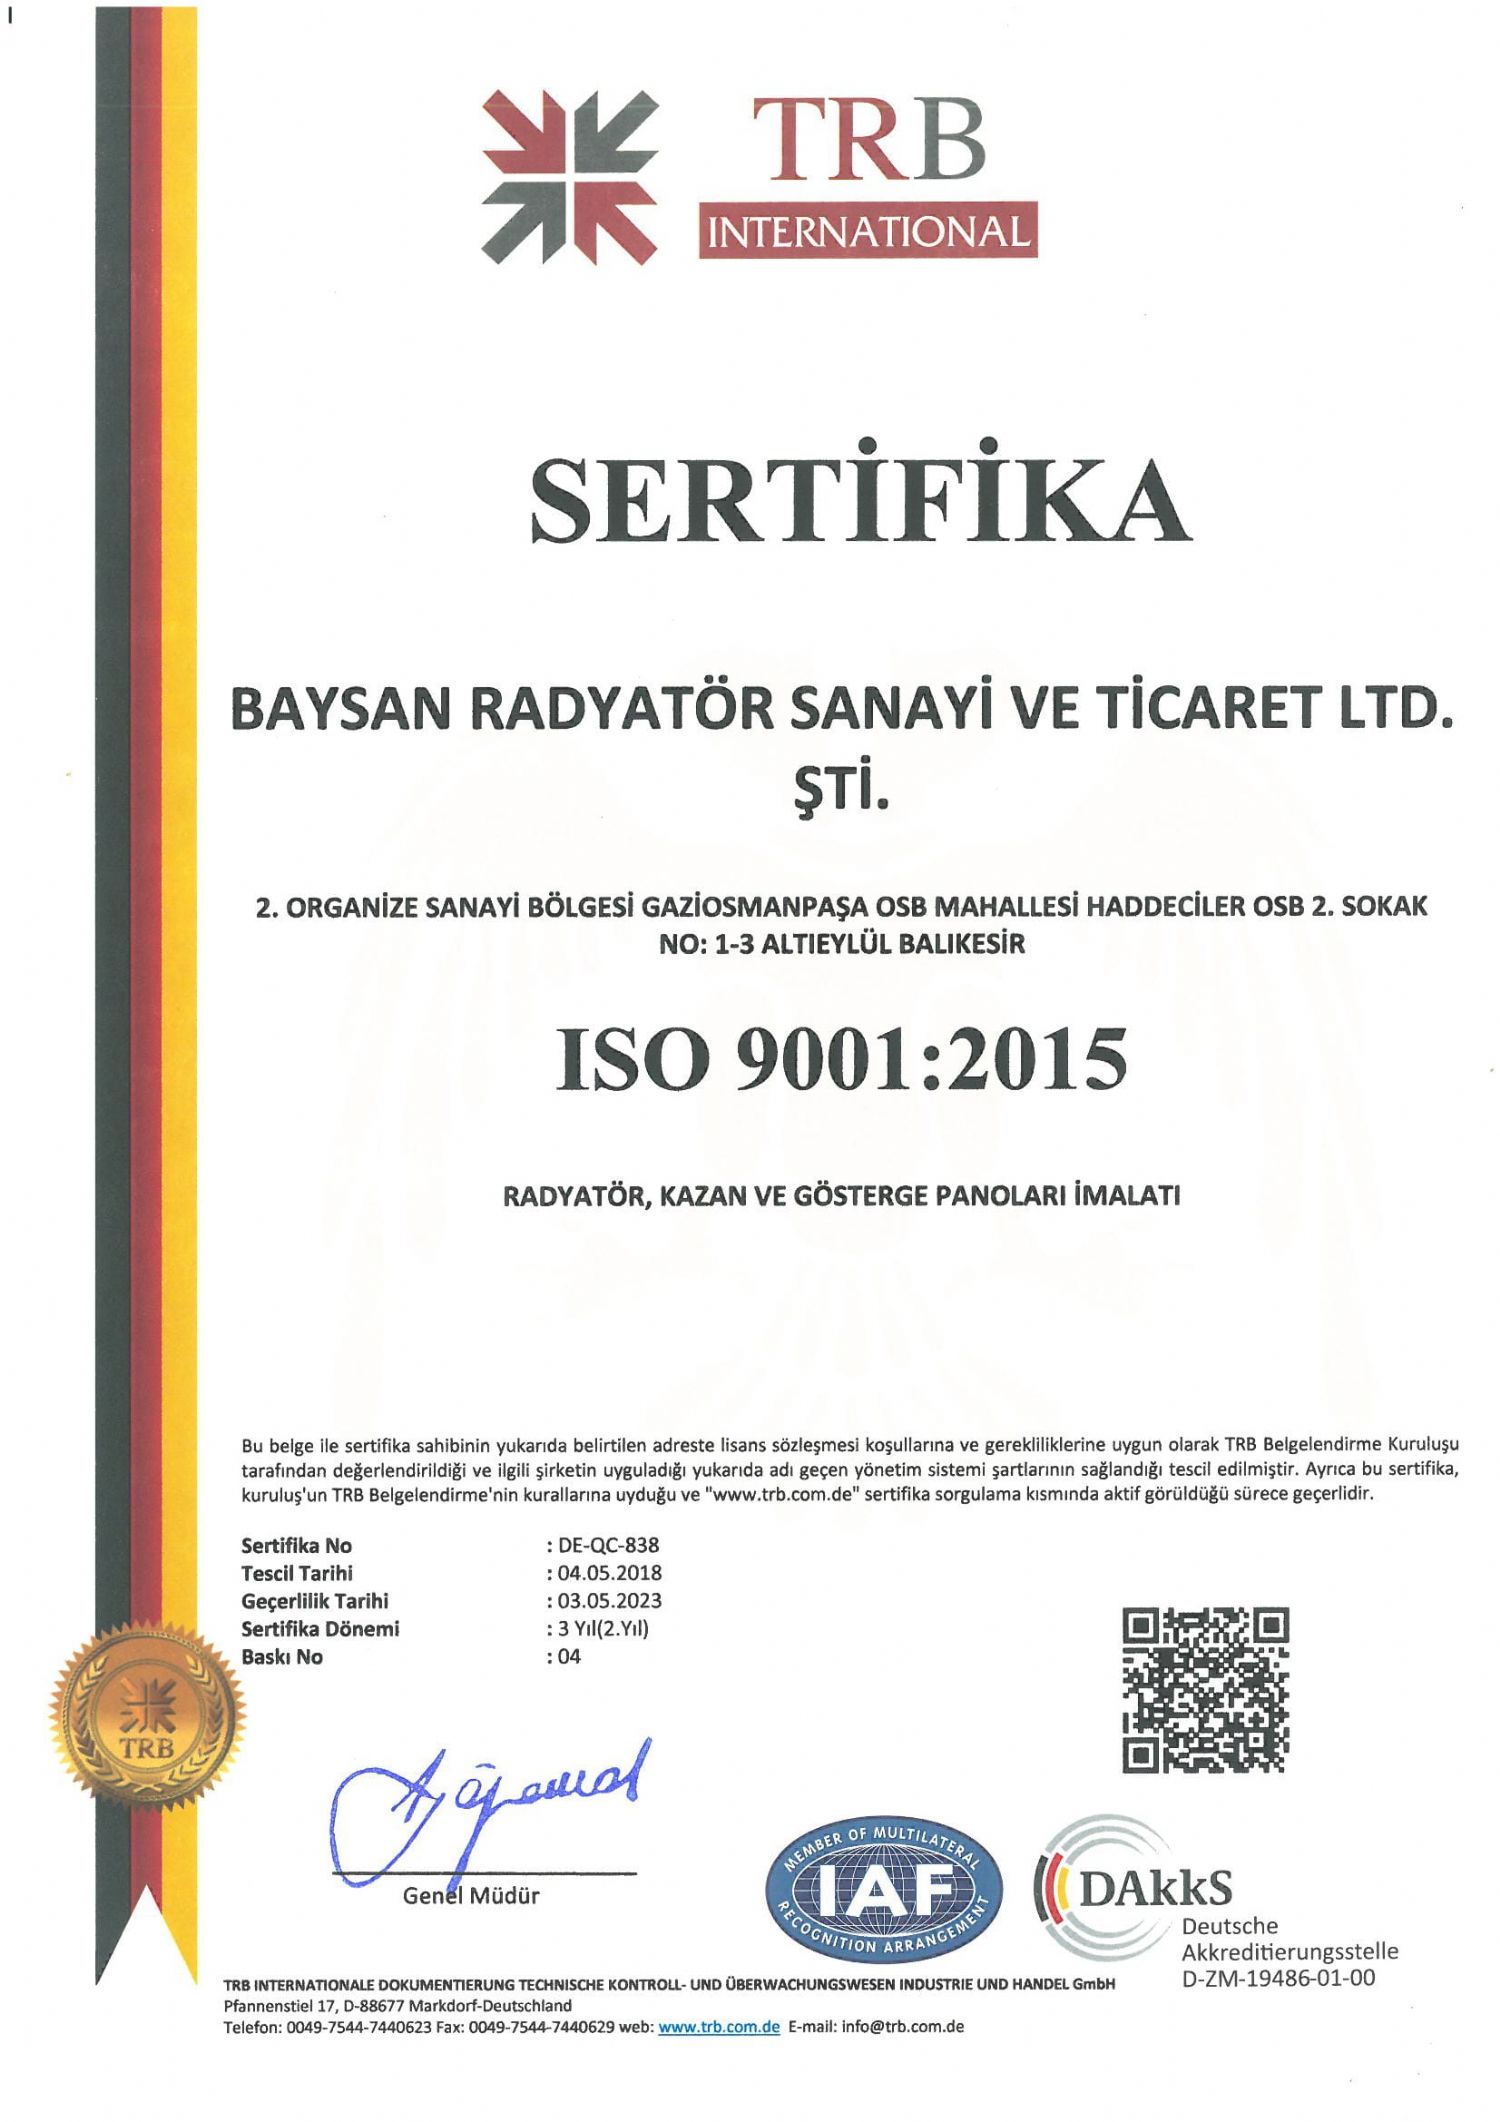 TRB
INTERNATIONAL
SERTİFİKA
BAYSAN RADYATÖR SANAYİ VE TİCARET LTD.
ŞTİ.
2. ORGANİZE SANAYİ BÖLGESİ GAZİOSMANPAŞA OSB MAHALLESİ HADDECİLER OSB 2. SOKAK
NO: 1-3 ALTIEYLÜL BALIKESİR
ISO 9001:2015
RADYATÖR, KAZAN VE GÖSTERGE PANOLARI İMALATI
Bu belge ile sertifika sahibinin yukarıda belirtilen adreste lisans sözleşmesi koşullarına ve gerekliliklerine uygun olarak TRB Belgelendirme Kuruluşu
tarafından değerlendirildiği ve ilgili şirketin uyguladığı yukarıda adı geçen yönetim sistemi şartlarının sağlandığı tescil edilmiştir. Ayrıca bu sertifika,
kuruluş'un TRB Belgelendirme'nin kurallarına uyduğu ve "www.trb.com.de" sertifika sorgulama kısmında aktif görüldüğü sürece geçerlidir.
Sertifika No : DE-QC-838
Tescil Tarihi : 04.05.2018
Geçerlilik Tarihi : 03.05.2023
Sertifika Dönemi : 3 Yıl(2.Yıl)
Baskı No : 04
TRB
Genel Müdür
MEMBER OF MULTILATERAL
IAF
RECOGNITION ARRANGEMENT
DAkkS
Deutsche
Akkreditierungsstelle
D-ZM-19486-01-00
TRB INTERNATIONALE DOKUMENTIERUNG TECHNISCHE KONTROLL- UND ÜBERWACHUNGSWESEN INDUSTRIE UND HANDEL GmbH
Pfannenstiel 17, D-88677 Markdorf-Deutschland
Telefon: 0049-7544-7440623 Fax: 0049-7544-7440629 web: www.trb.com.de E-mail: info@trb.com.de